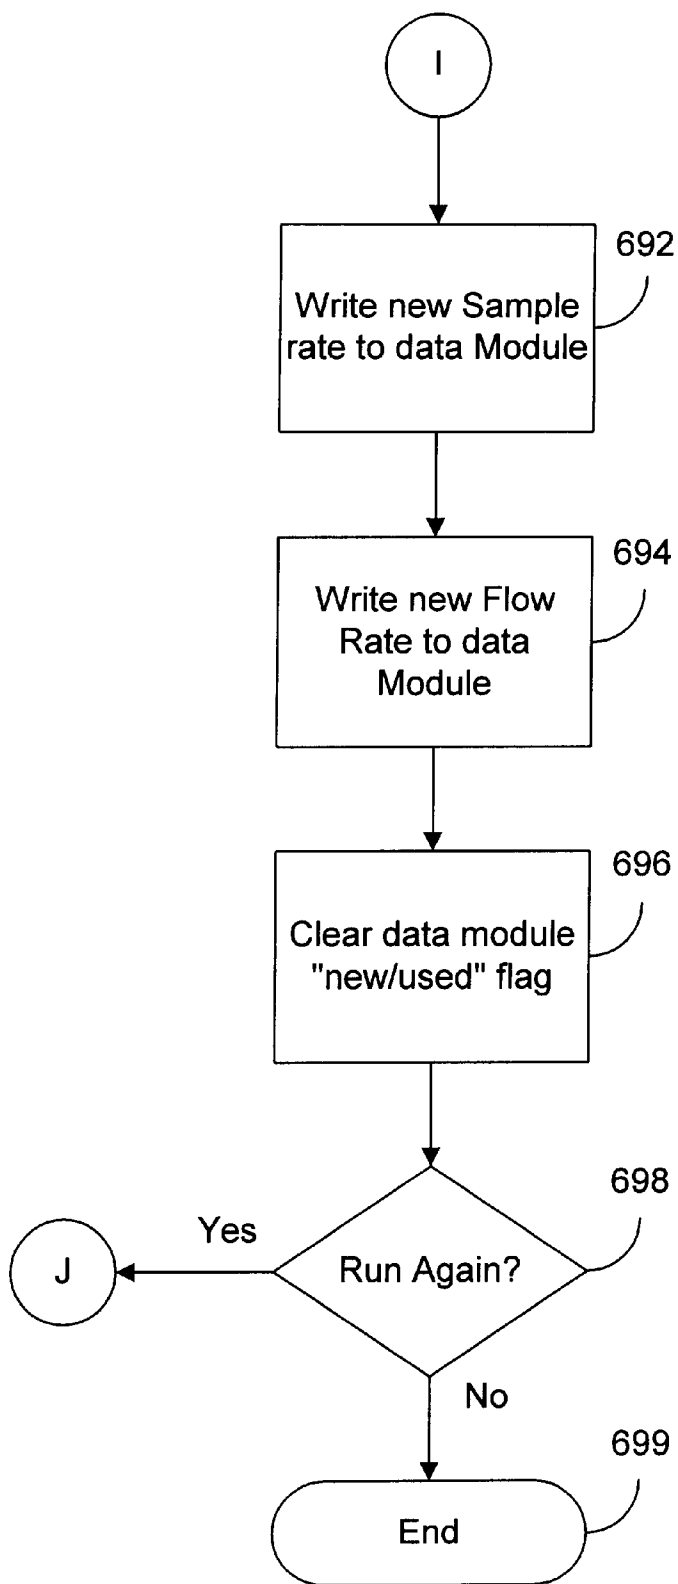 I
692
Write new Sample
rate to data Module
694
Write new Flow
Rate to data
Module
696
Clear data module
"new/used" flag
698
Yes
J
Run Again?
No
699
End